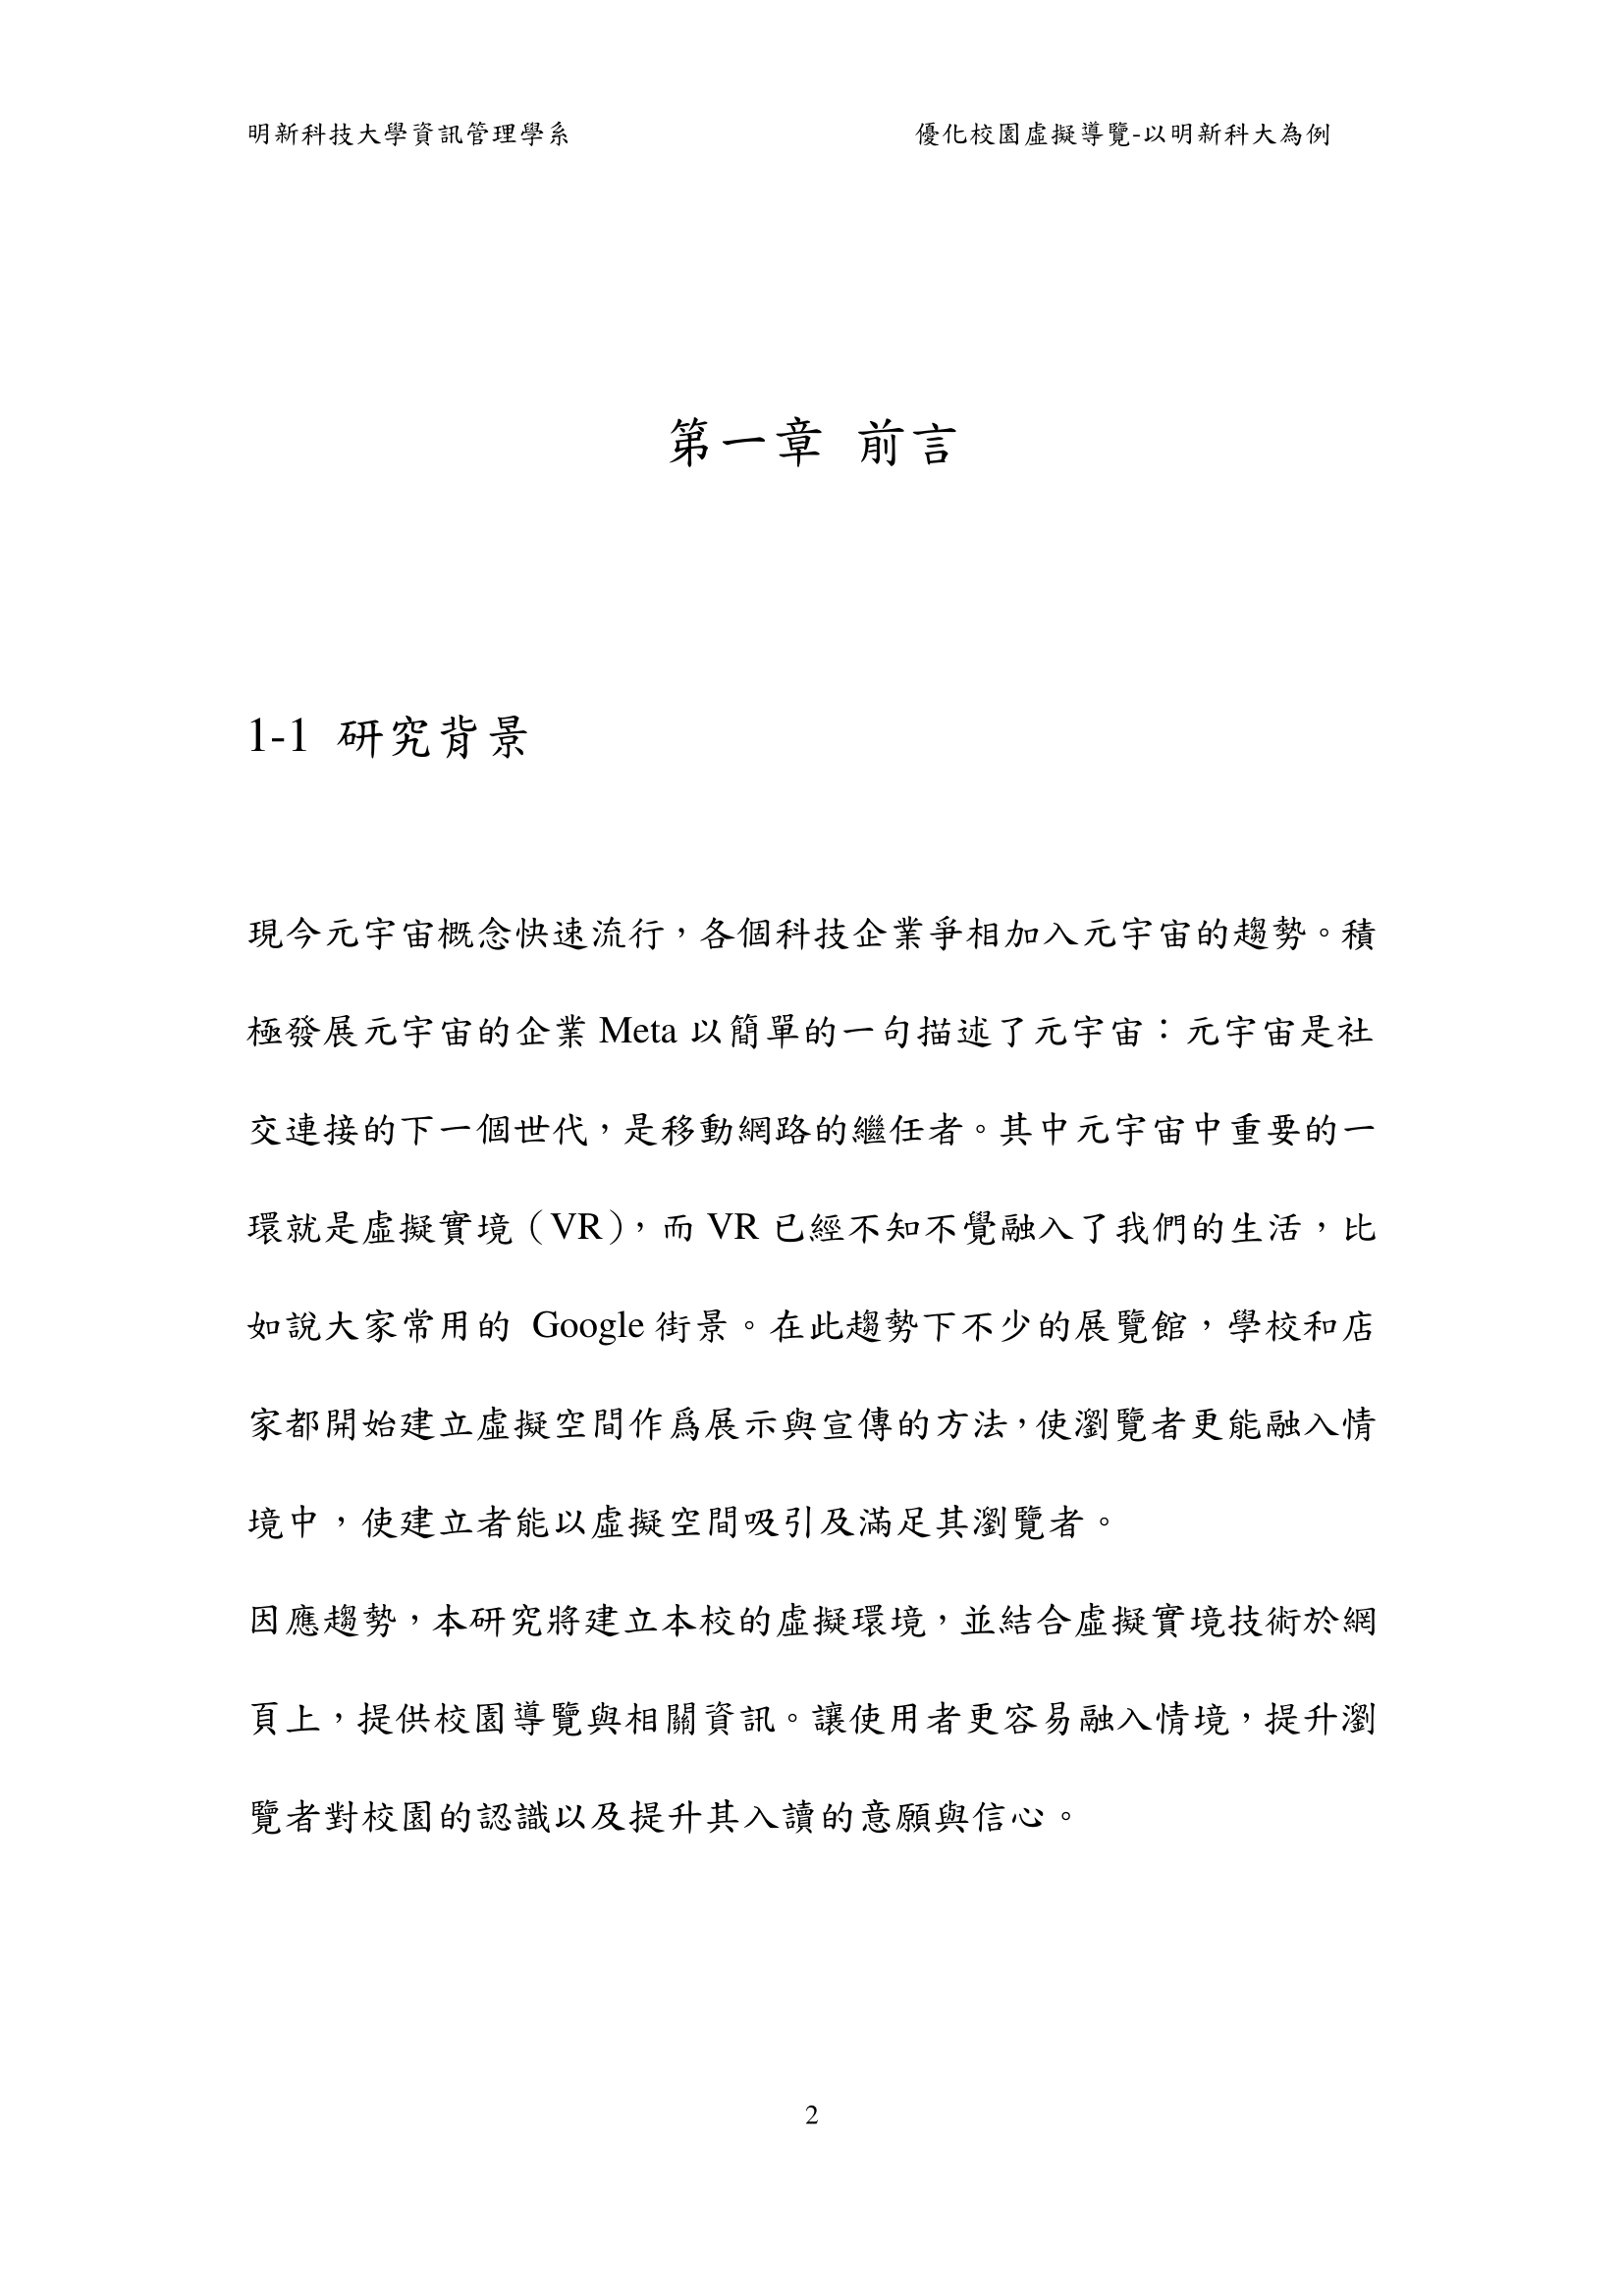 明新科技大學資訊管理學系 優化校園虛擬導覽-以明新科大為例
第一章 前言
1-1 研究背景
現今元宇宙概念快速流行，各個科技企業爭相加入元宇宙的趨勢。積
極發展元宇宙的企業 Meta 以簡單的一句描述了元宇宙：元宇宙是社
交連接的下一個世代，是移動網路的繼任者。其中元宇宙中重要的一
環就是虛擬實境（VR），而 VR 已經不知不覺融入了我們的生活，比
如說大家常用的 Google 街景。在此趨勢下不少的展覽館，學校和店
家都開始建立虛擬空間作爲展示與宣傳的方法，使瀏覽者更能融入情
境中，使建立者能以虛擬空間吸引及滿足其瀏覽者。
因應趨勢，本研究將建立本校的虛擬環境，並結合虛擬實境技術於網
頁上，提供校園導覽與相關資訊。讓使用者更容易融入情境，提升瀏
覽者對校園的認識以及提升其入讀的意願與信心。
2